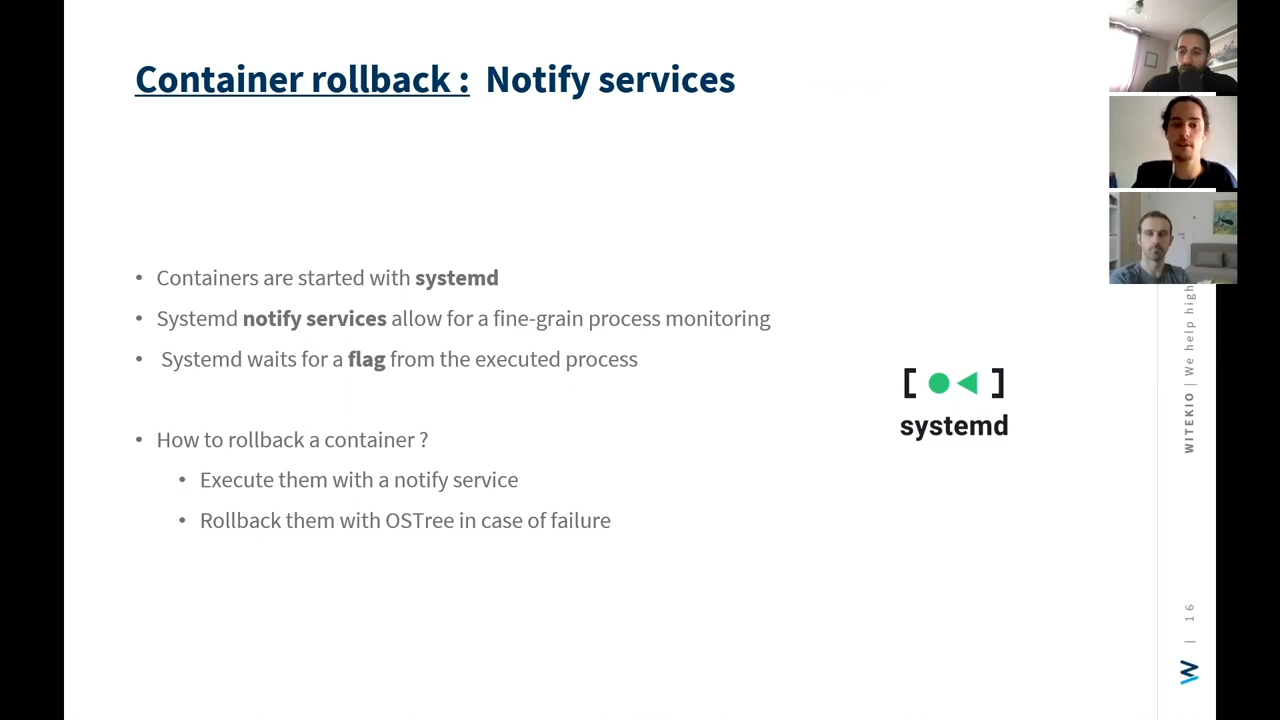 Container rollback : Notify services
• Containers are started with systemd
• Systemd notify services allow for a fine-grain process monitoring
• Systemd waits for a flag from the executed process
• How to rollback a container ?
• Execute them with a notify service
• Rollback them with OSTree in case of failure
[ ● ◀ ]
systemd
WITEKIO | We help high
| 16
W